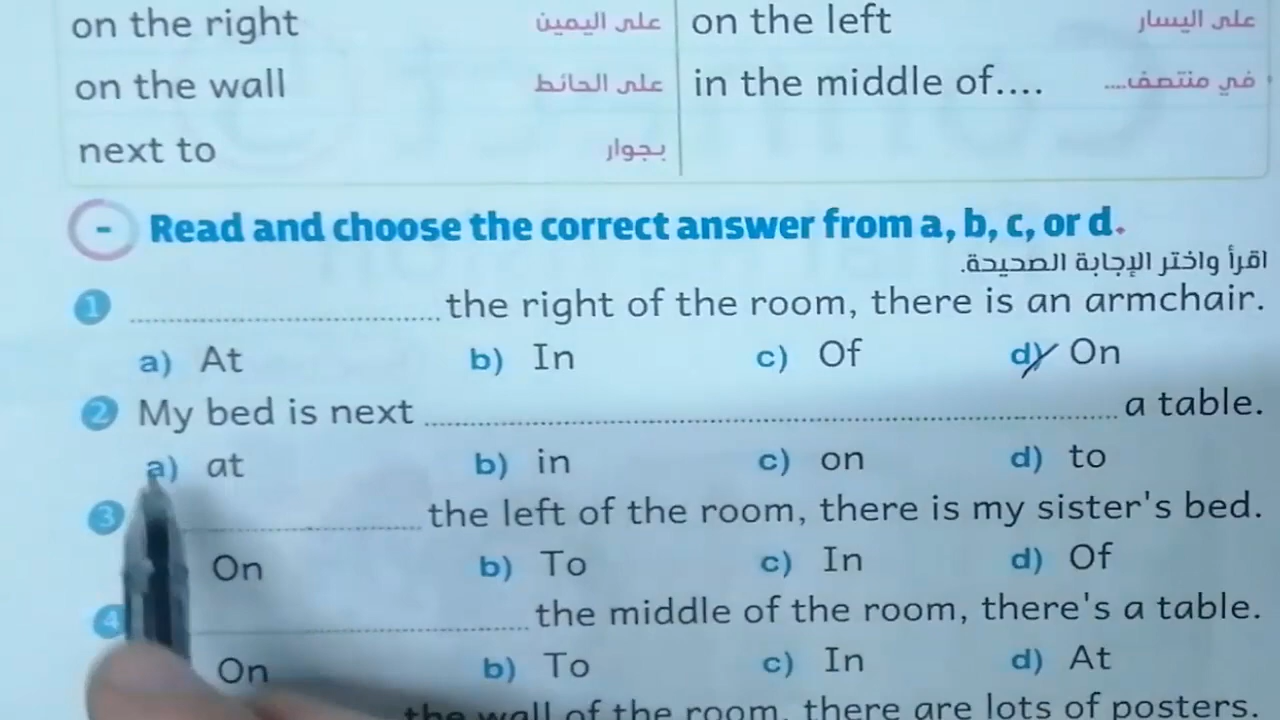 on the right على اليمين on the left على اليسار
on the wall على الحائط in the middle of.... في منتصف....
next to بجوار
- Read and choose the correct answer from a, b, c, or d.
اقرأ واختر الإجابة الصحيحة.
1 ........................................ the right of the room, there is an armchair.
a) At b) In c) Of d) On
2 My bed is next ........................................ a table.
a) at b) in c) on d) to
3 ........................................ the left of the room, there is my sister's bed.
On b) To c) In d) Of
4 ........................................ the middle of the room, there's a table.
On b) To c) In d) At
the wall of the room, there are lots of posters.